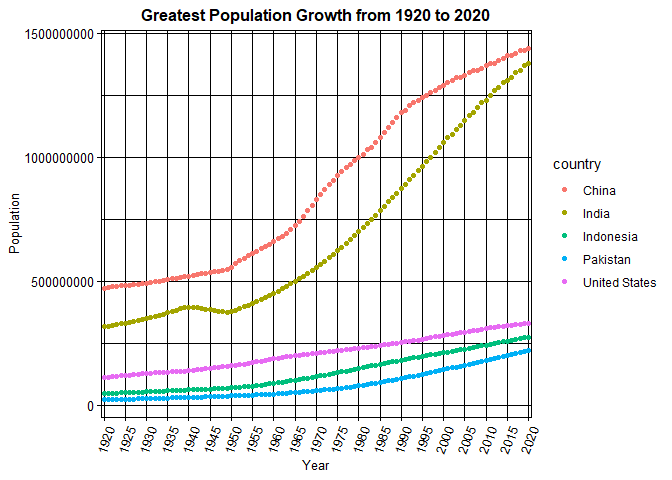 Greatest Population Growth from 1920 to 2020
1500000000
1000000000
500000000
0
Population
1920 1925 1930 1935 1940 1945 1950 1955 1960 1965 1970 1975 1980 1985 1990 1995 2000 2005 2010 2015 2020
Year
country
China
India
Indonesia
Pakistan
United States